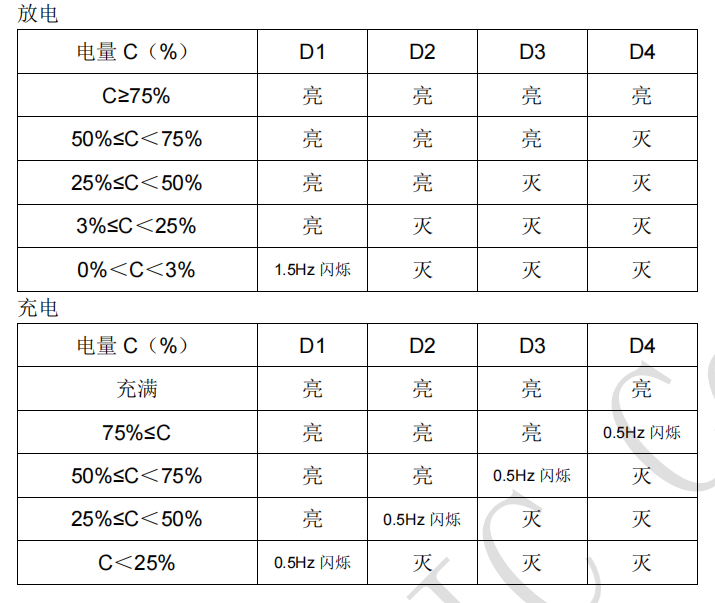 放电
电量 C（%） D1 D2 D3 D4
C≥75% 亮 亮 亮 亮
50%≤C＜75% 亮 亮 亮 灭
25%≤C＜50% 亮 亮 灭 灭
3%≤C＜25% 亮 灭 灭 灭
0%＜C＜3% 1.5Hz 闪烁 灭 灭 灭
充电
电量 C（%） D1 D2 D3 D4
充满 亮 亮 亮 亮
75%≤C 亮 亮 亮 0.5Hz 闪烁
50%≤C＜75% 亮 亮 0.5Hz 闪烁 灭
25%≤C＜50% 亮 0.5Hz 闪烁 灭 灭
C＜25% 0.5Hz 闪烁 灭 灭 灭